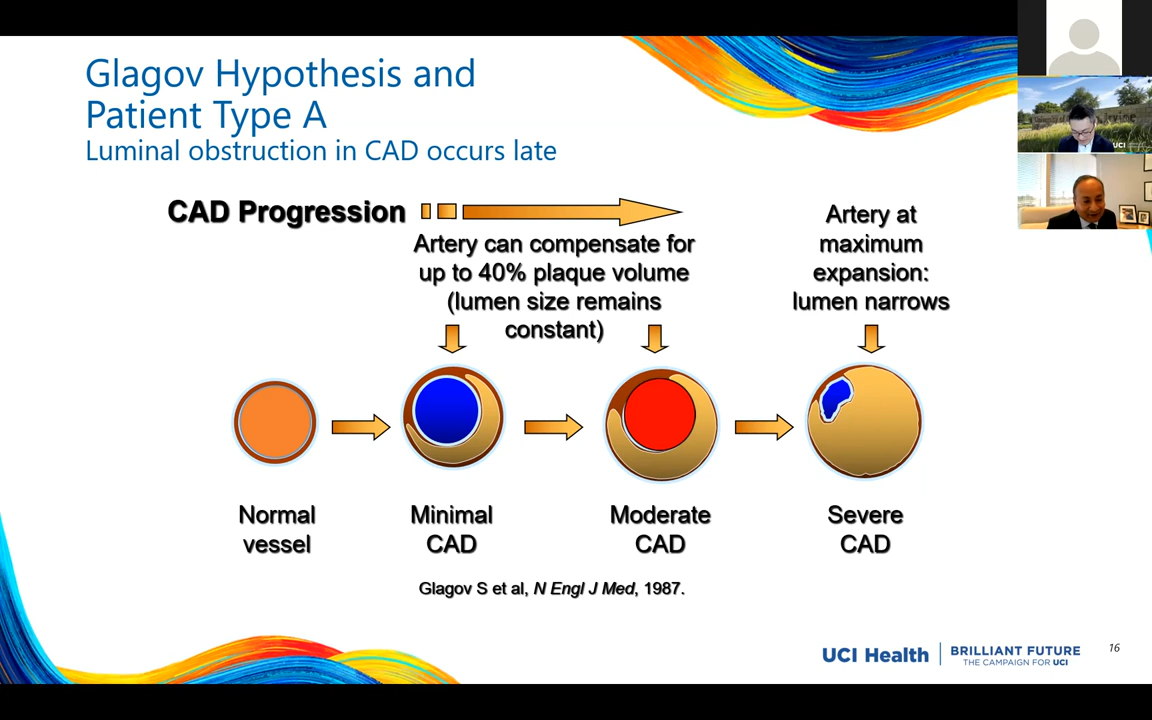 Glagov Hypothesis and
Patient Type A
Luminal obstruction in CAD occurs late
CAD Progression
Artery can compensate for
up to 40% plaque volume
(lumen size remains
constant)
Artery at
maximum
expansion:
lumen narrows
Normal
vessel
Minimal
CAD
Moderate
CAD
Severe
CAD
Glagov S et al, N Engl J Med, 1987.
UCI Health
BRILLIANT FUTURE
THE CAMPAIGN FOR UCI
16
UCI